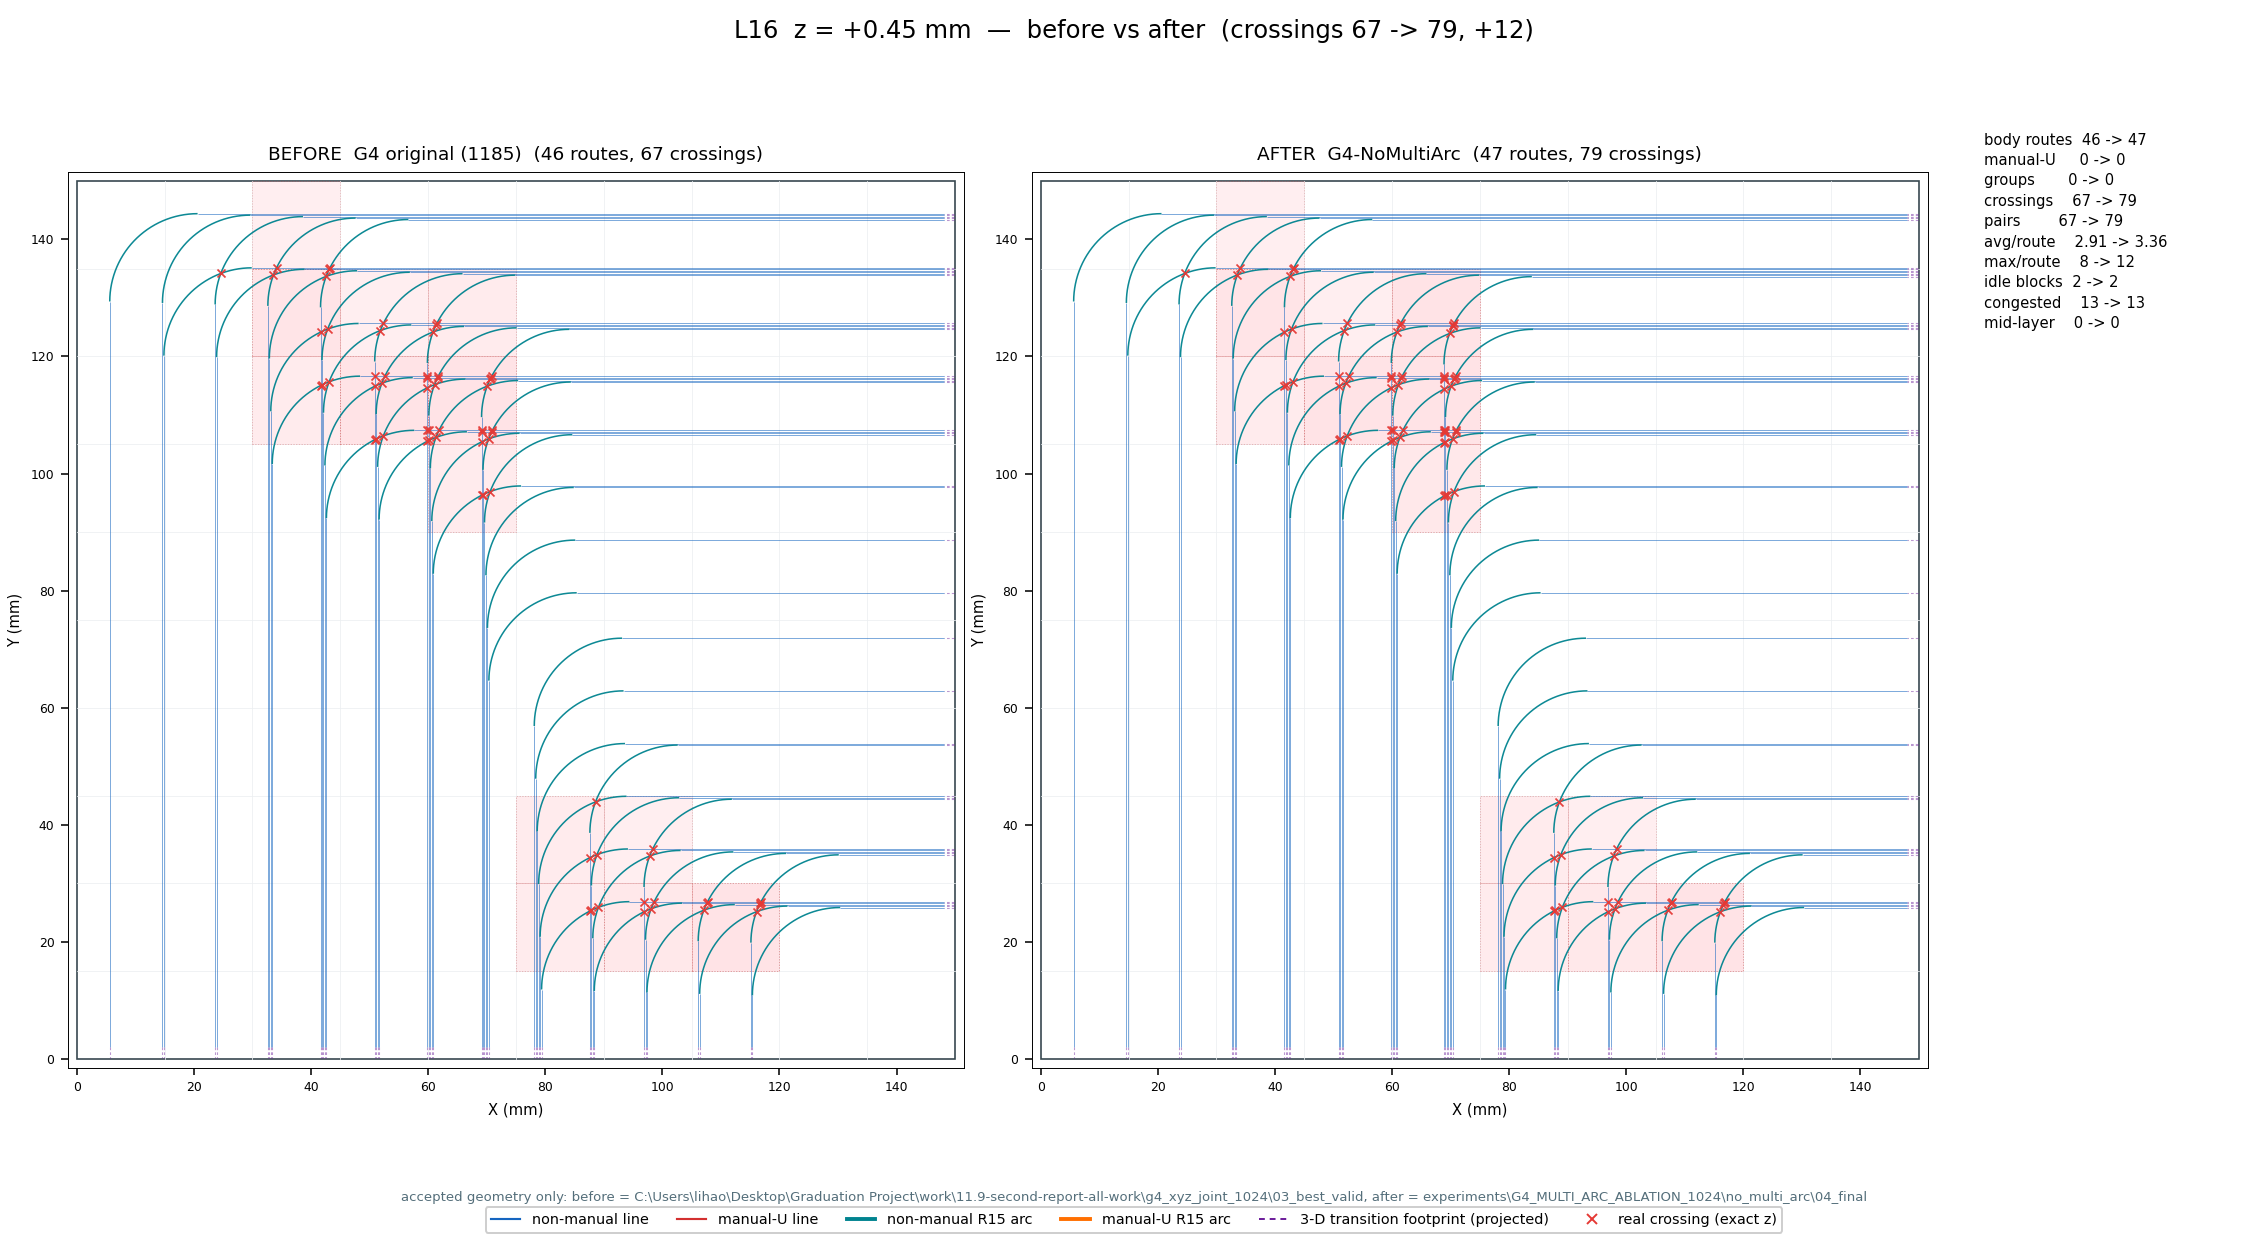 L16  z = +0.45 mm  —  before vs after  (crossings 67 -> 79, +12)
BEFORE  G4 original (1185)  (46 routes, 67 crossings)
140
120
100
80
60
40
20
0
0 20 40 60 80 100 120 140
Y (mm)
X (mm)
AFTER  G4-NoMultiArc  (47 routes, 79 crossings)
140
120
100
80
60
40
20
0
0 20 40 60 80 100 120 140
Y (mm)
X (mm)
body routes  46 -> 47
manual-U  0 -> 0
groups  0 -> 0
crossings  67 -> 79
pairs  67 -> 79
avg/route  2.91 -> 3.36
max/route  8 -> 12
idle blocks  2 -> 2
congested  13 -> 13
mid-layer  0 -> 0
accepted geometry only: before = C:\Users\lihao\Desktop\Graduation Project\work\11.9-second-report-all-work\g4_xyz_joint_1024\03_best_valid, after = experiments\G4_MULTI_ARC_ABLATION_1024\no_multi_arc\04_final
non-manual line  manual-U line  non-manual R15 arc  manual-U R15 arc  3-D transition footprint (projected)  real crossing (exact z)